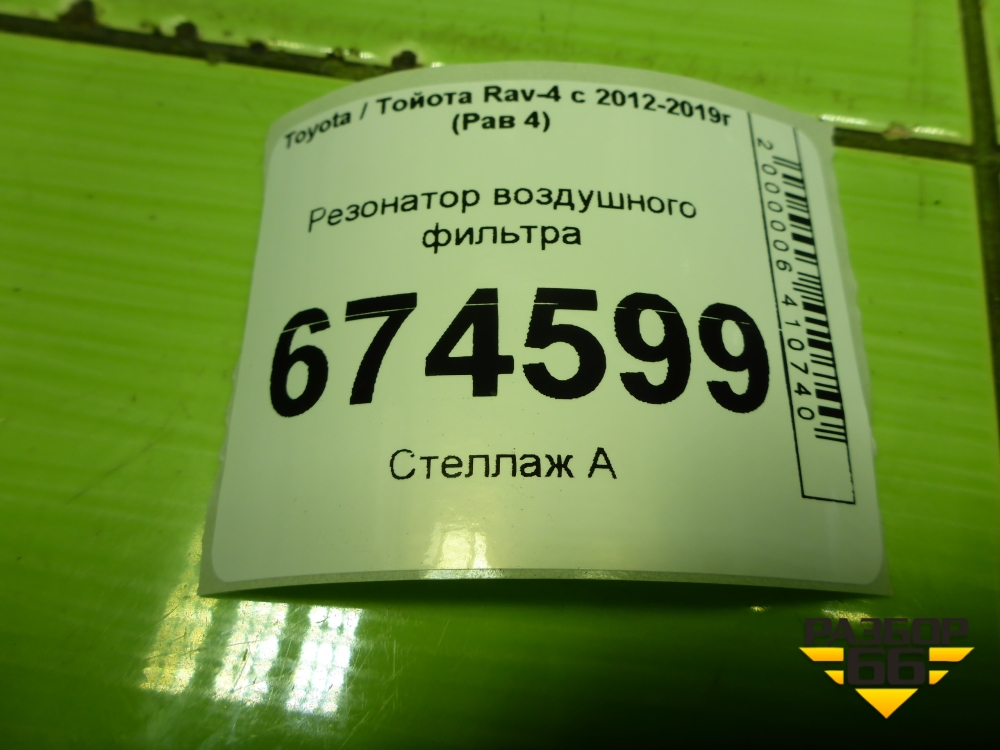 Toyota / Тойота Rav-4 с 2012-2019г
(Рав 4)
Резонатор воздушного
фильтра
674599
Стеллаж А
2000006410740
РАЗБОР
66